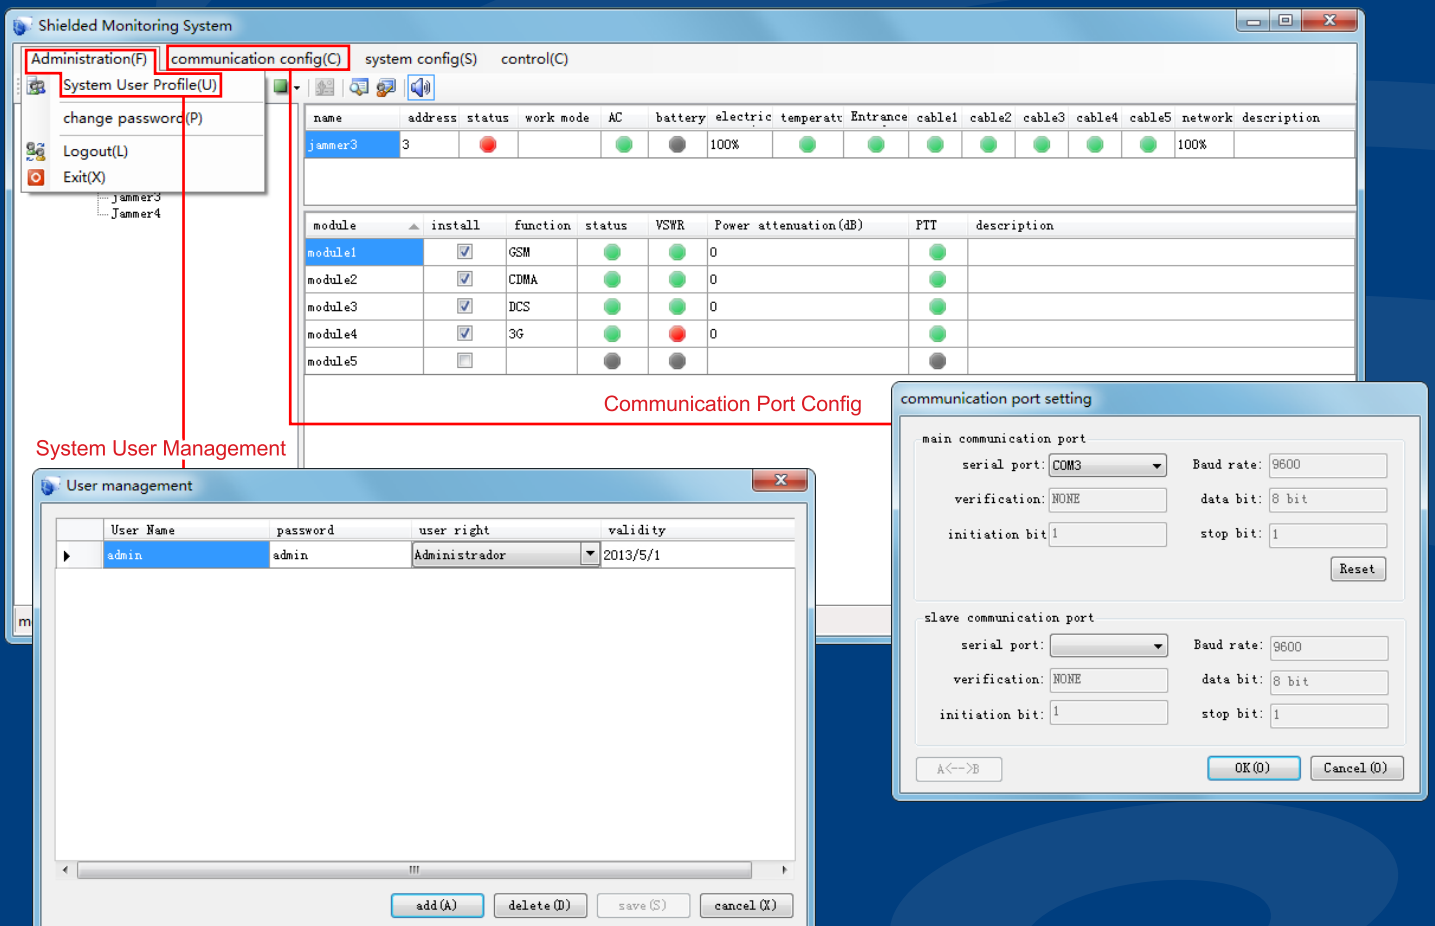 Shielded Monitoring System
Administration(F) communication config(C) system config(S) control(C)
System User Profile(U)
change password(P)
Logout(L)
Exit(X)
jammer3
Jammer4
name address status work mode AC battery electric temperatu Entrance cable1 cable2 cable3 cable4 cable5 network description
jammer3 3 100% 100%
module install function status VSWR Power attenuation(dB) PTT description
module1 GSM 0
module2 CDMA 0
module3 DCS 0
module4 3G 0
module5
Communication Port Config
System User Management
User management
User Name password user right validity
admin admin Administrador 2013/5/1
add(A) delete(D) save(S) cancel(X)
communication port setting
main communication port
serial port: COM3 Baud rate: 9600
verification: NONE data bit: 8 bit
initiation bit 1 stop bit: 1
Reset
slave communication port
serial port: Baud rate: 9600
verification: NONE data bit: 8 bit
initiation bit: 1 stop bit: 1
A<-->B OK(O) Cancel(O)